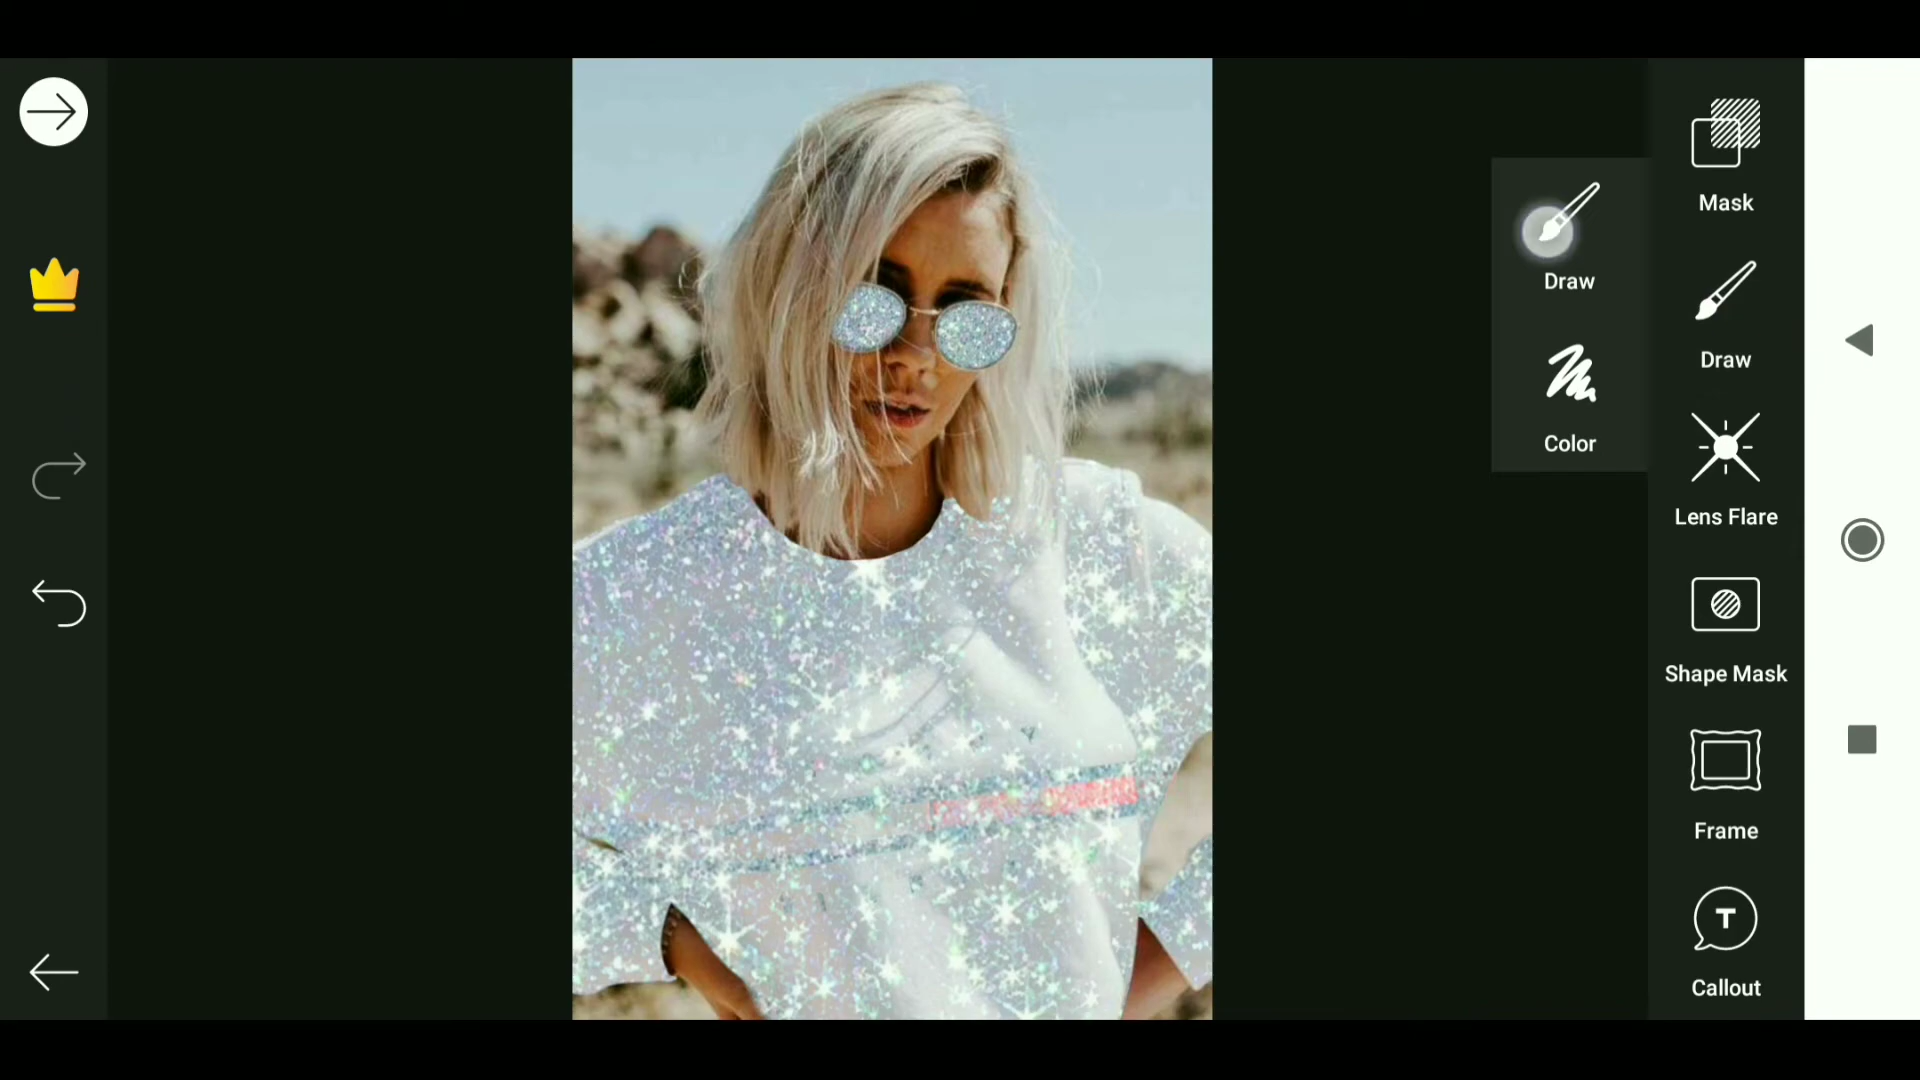 Mask
Draw
Draw
Color
Lens Flare
Shape Mask
Frame
T
Callout